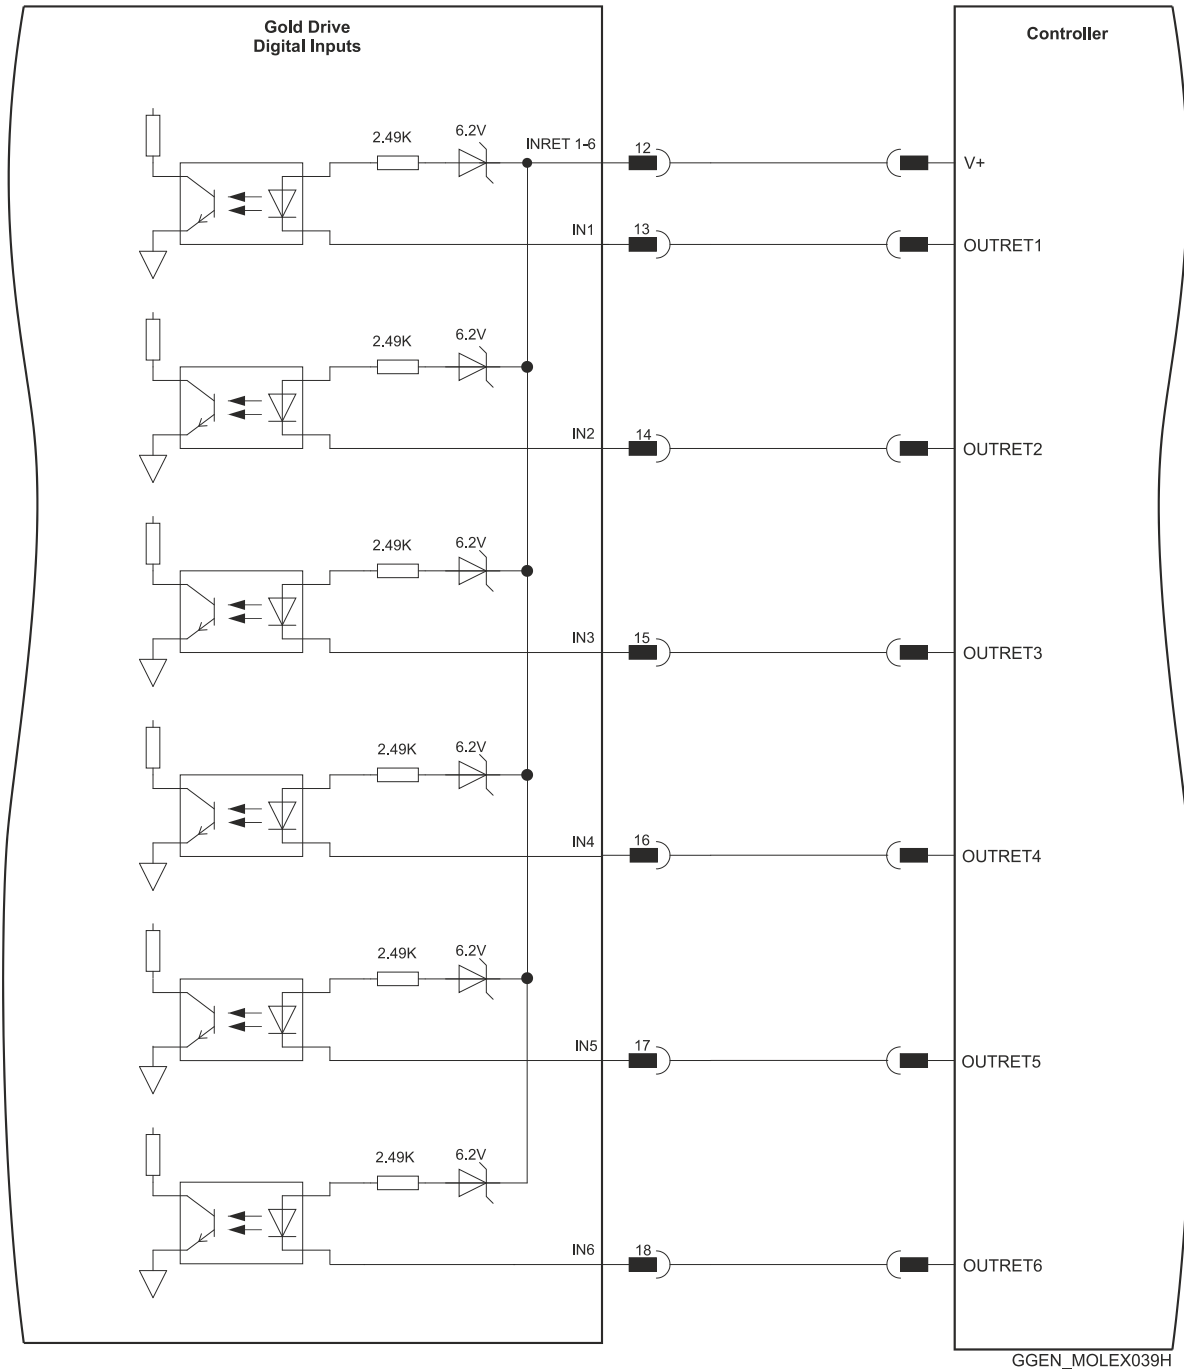 Gold Drive
Digital Inputs
Controller
2.49K
6.2V
INRET 1-6
12
V+
IN1
13
OUTRET1
2.49K
6.2V
IN2
14
OUTRET2
2.49K
6.2V
IN3
15
OUTRET3
2.49K
6.2V
IN4
16
OUTRET4
2.49K
6.2V
IN5
17
OUTRET5
2.49K
6.2V
IN6
18
OUTRET6
GGEN_MOLEX039H